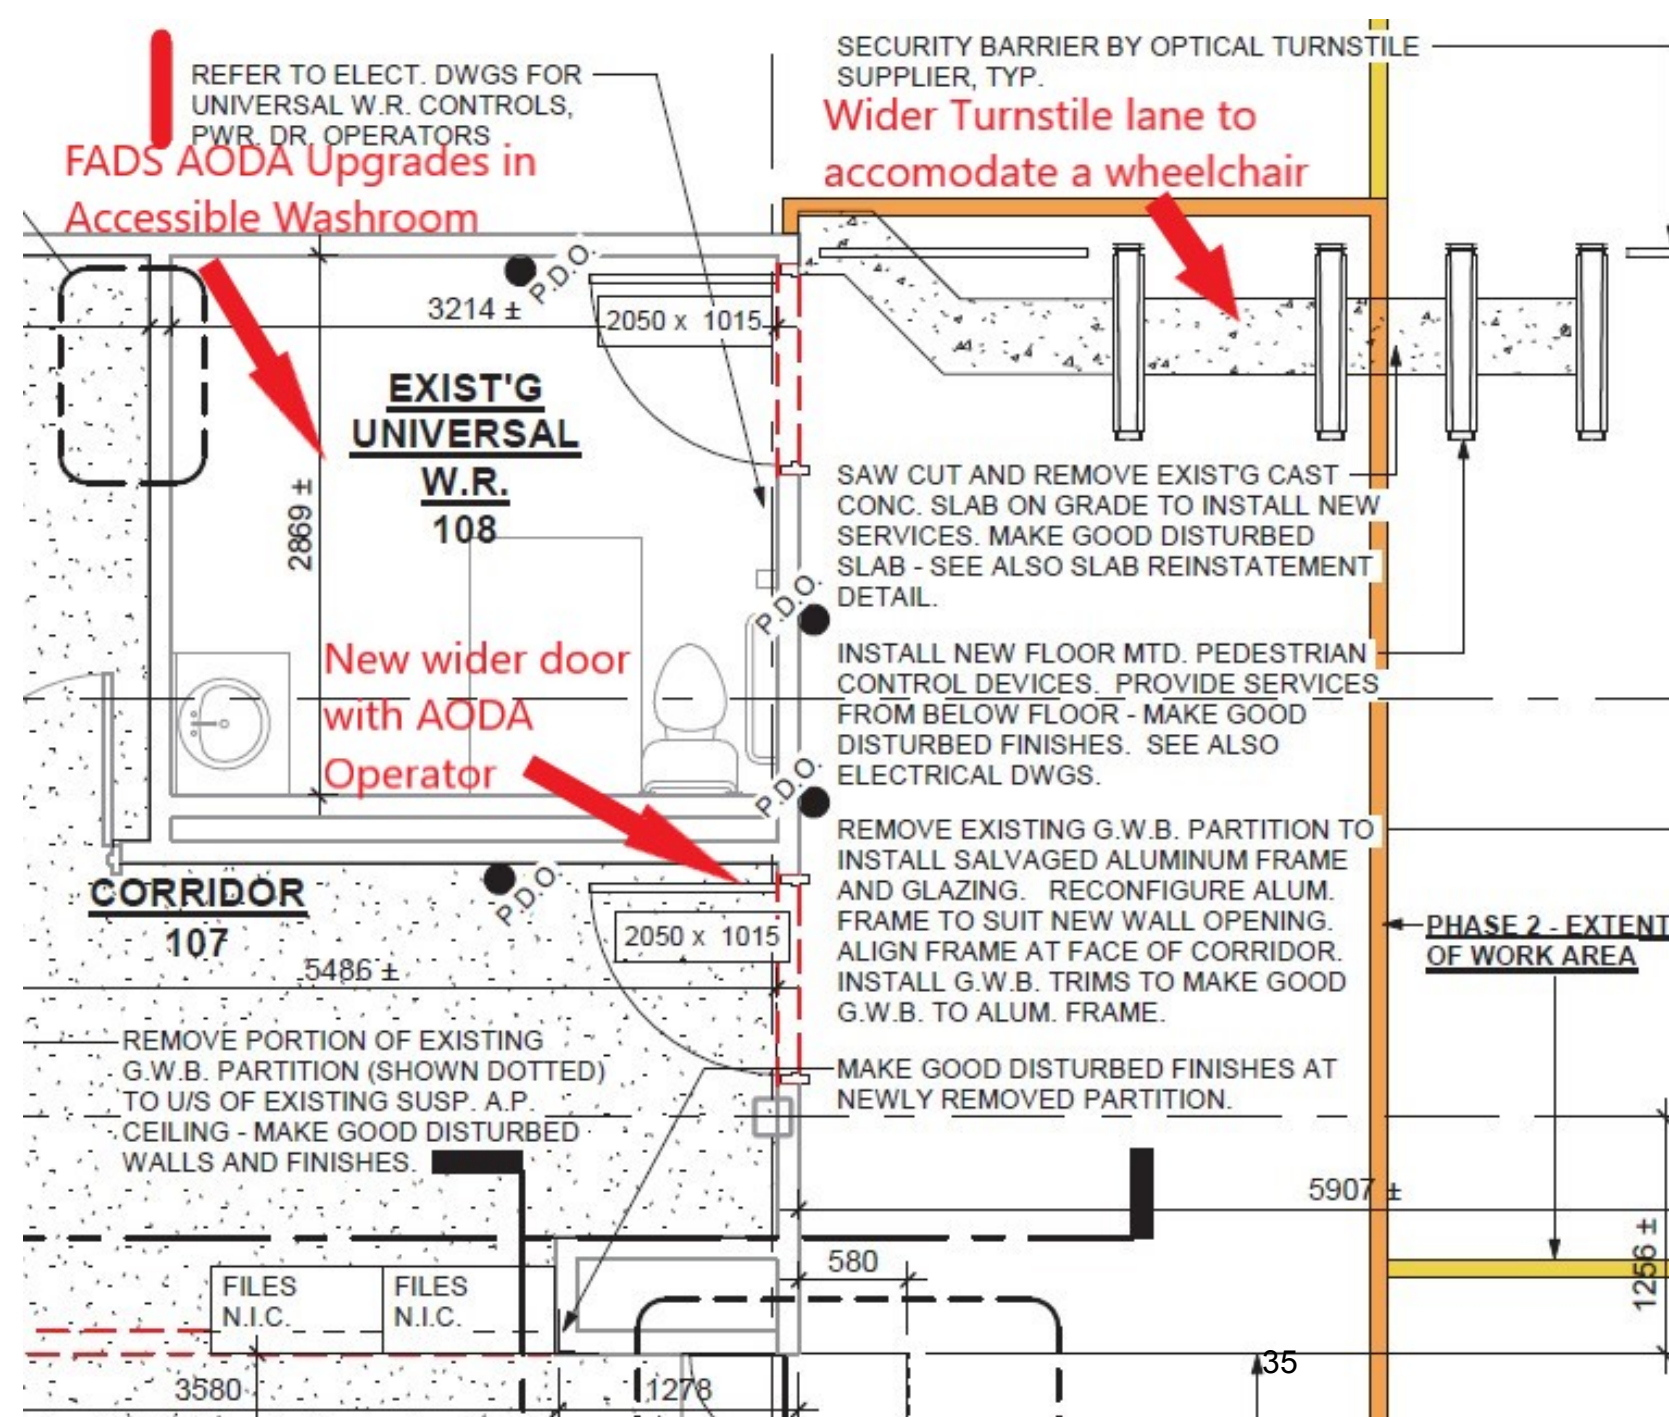 REFER TO ELECT. DWGS FOR
UNIVERSAL W.R. CONTROLS,
PWR. DR. OPERATORS
FADS AODA Upgrades in
Accessible Washroom
SECURITY BARRIER BY OPTICAL TURNSTILE
SUPPLIER, TYP.
Wider Turnstile lane to
accomodate a wheelchair
P.D.O.
3214 ±
2050 x 1015
EXIST'G
UNIVERSAL
W.R.
108
2869 ±
SAW CUT AND REMOVE EXIST'G CAST
CONC. SLAB ON GRADE TO INSTALL NEW
SERVICES. MAKE GOOD DISTURBED
SLAB - SEE ALSO SLAB REINSTATEMENT
DETAIL.
P.D.O.
New wider door
with AODA
Operator
INSTALL NEW FLOOR MTD. PEDESTRIAN
CONTROL DEVICES. PROVIDE SERVICES
FROM BELOW FLOOR - MAKE GOOD
DISTURBED FINISHES. SEE ALSO
ELECTRICAL DWGS.
P.D.O.
REMOVE EXISTING G.W.B. PARTITION TO
INSTALL SALVAGED ALUMINUM FRAME
AND GLAZING. RECONFIGURE ALUM.
FRAME TO SUIT NEW WALL OPENING.
ALIGN FRAME AT FACE OF CORRIDOR.
INSTALL G.W.B. TRIMS TO MAKE GOOD
G.W.B. TO ALUM. FRAME.
CORRIDOR
107
P.D.O.
2050 x 1015
5486 ±
PHASE 2 - EXTENT
OF WORK AREA
REMOVE PORTION OF EXISTING
G.W.B. PARTITION (SHOWN DOTTED)
TO U/S OF EXISTING SUSP. A.P.
CEILING - MAKE GOOD DISTURBED
WALLS AND FINISHES.
MAKE GOOD DISTURBED FINISHES AT
NEWLY REMOVED PARTITION.
5907 ±
580
1256 ±
FILES
N.I.C.
FILES
N.I.C.
35
3580
1278